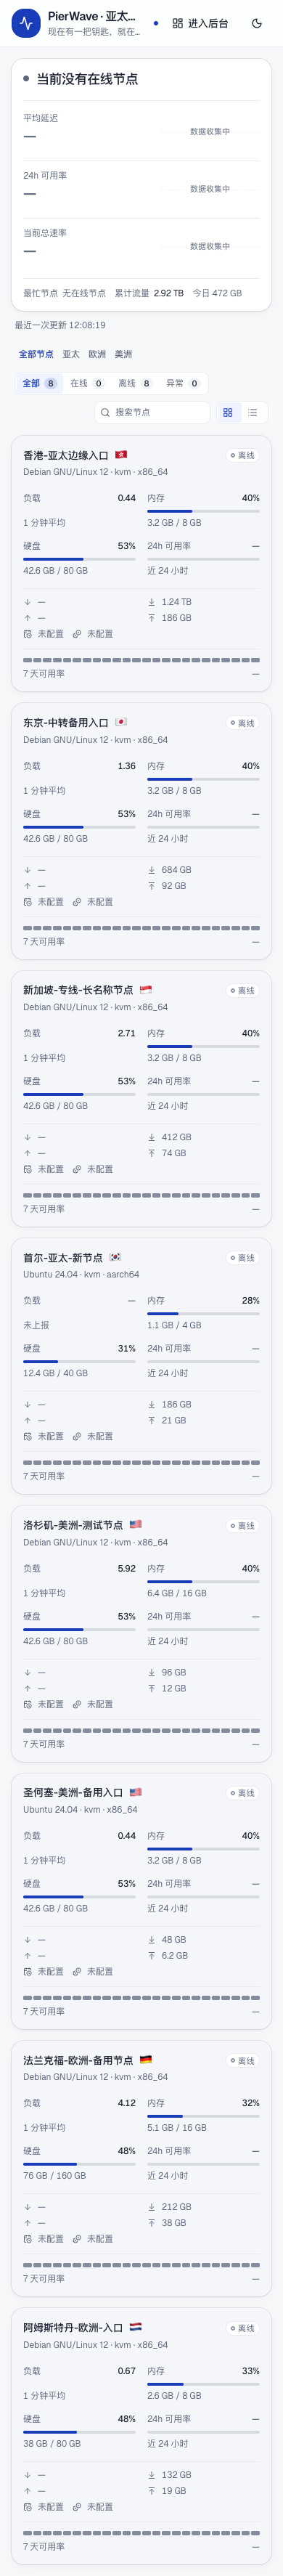 PierWave · 亚太…
现在有一把钥匙，就在…
进入后台
当前没有在线节点
平均延迟
—
数据收集中
24h 可用率
—
数据收集中
当前总速率
—
数据收集中
最忙节点 无在线节点 累计流量 2.92 TB 今日 472 GB
最近一次更新 12:08:19
全部节点 亚太 欧洲 美洲
全部 8 在线 0 离线 8 异常 0
搜索节点
香港-亚太边缘入口 🇭🇰 离线
Debian GNU/Linux 12 · kvm · x86_64
负载 0.44 内存 40%
1 分钟平均 3.2 GB / 8 GB
硬盘 53% 24h 可用率 —
42.6 GB / 80 GB 近 24 小时
↓ — 1.24 TB
↑ — 186 GB
未配置 未配置
7 天可用率 —
东京-中转备用入口 🇯🇵 离线
Debian GNU/Linux 12 · kvm · x86_64
负载 1.36 内存 40%
1 分钟平均 3.2 GB / 8 GB
硬盘 53% 24h 可用率 —
42.6 GB / 80 GB 近 24 小时
↓ — 684 GB
↑ — 92 GB
未配置 未配置
7 天可用率 —
新加坡-专线-长名称节点 🇸🇬 离线
Debian GNU/Linux 12 · kvm · x86_64
负载 2.71 内存 40%
1 分钟平均 3.2 GB / 8 GB
硬盘 53% 24h 可用率 —
42.6 GB / 80 GB 近 24 小时
↓ — 412 GB
↑ — 74 GB
未配置 未配置
7 天可用率 —
首尔-亚太-新节点 🇰🇷 离线
Ubuntu 24.04 · kvm · aarch64
负载 — 内存 28%
未上报 1.1 GB / 4 GB
硬盘 31% 24h 可用率 —
12.4 GB / 40 GB 近 24 小时
↓ — 186 GB
↑ — 21 GB
未配置 未配置
7 天可用率 —
洛杉矶-美洲-测试节点 🇺🇸 离线
Debian GNU/Linux 12 · kvm · x86_64
负载 5.92 内存 40%
1 分钟平均 6.4 GB / 16 GB
硬盘 53% 24h 可用率 —
42.6 GB / 80 GB 近 24 小时
↓ — 96 GB
↑ — 12 GB
未配置 未配置
7 天可用率 —
圣何塞-美洲-备用入口 🇺🇸 离线
Ubuntu 24.04 · kvm · x86_64
负载 0.44 内存 40%
1 分钟平均 3.2 GB / 8 GB
硬盘 53% 24h 可用率 —
42.6 GB / 80 GB 近 24 小时
↓ — 48 GB
↑ — 6.2 GB
未配置 未配置
7 天可用率 —
法兰克福-欧洲-备用节点 🇩🇪 离线
Debian GNU/Linux 12 · kvm · x86_64
负载 4.12 内存 32%
1 分钟平均 5.1 GB / 16 GB
硬盘 48% 24h 可用率 —
76 GB / 160 GB 近 24 小时
↓ — 212 GB
↑ — 38 GB
未配置 未配置
7 天可用率 —
阿姆斯特丹-欧洲-入口 🇳🇱 离线
Debian GNU/Linux 12 · kvm · x86_64
负载 0.67 内存 33%
1 分钟平均 2.6 GB / 8 GB
硬盘 48% 24h 可用率 —
38 GB / 80 GB 近 24 小时
↓ — 132 GB
↑ — 19 GB
未配置 未配置
7 天可用率 —